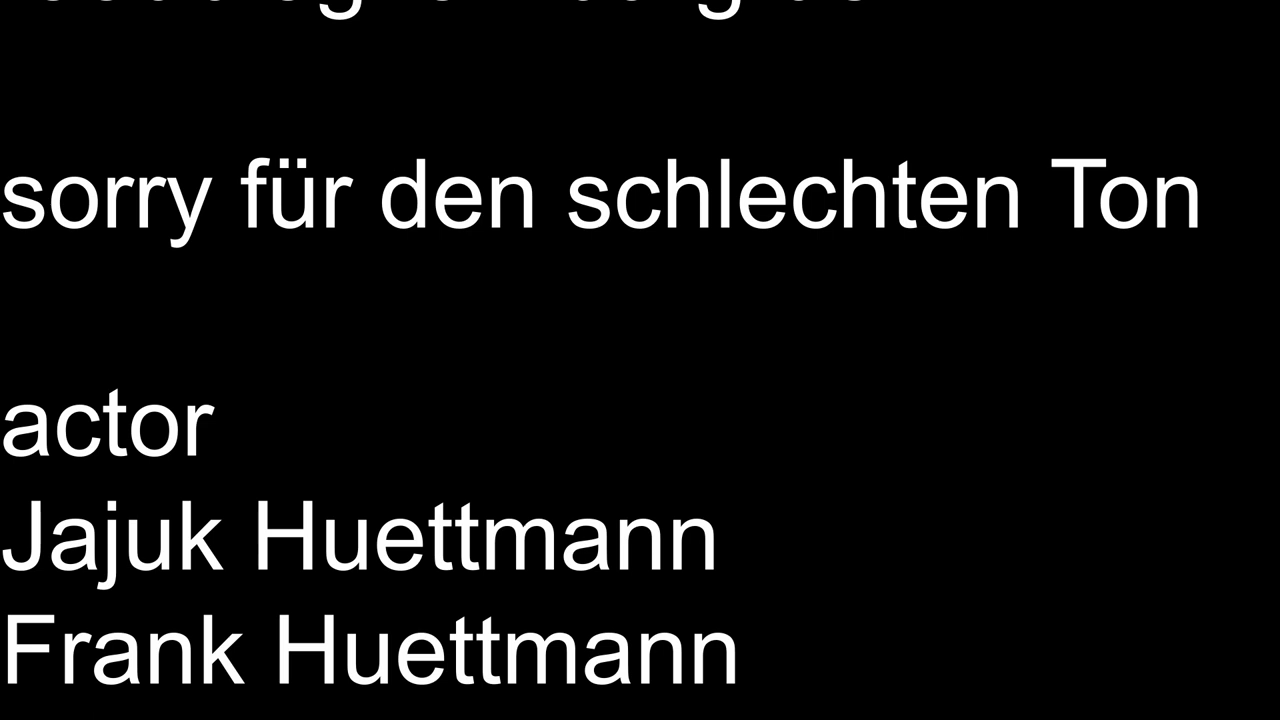 sorry für den schlechten Ton
actor
Jajuk Huettmann
Frank Huettmann